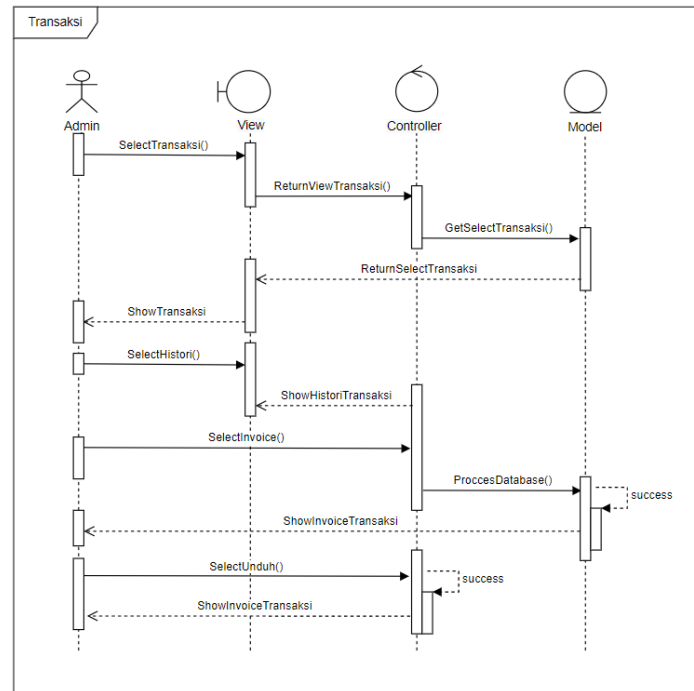 Transaksi
Admin
View
Controller
Model
SelectTransaksi()
ReturnViewTransaksi()
GetSelectTransaksi()
ReturnSelectTransaksi
ShowTransaksi
SelectHistori()
ShowHistoriTransaksi
SelectInvoice()
ProccesDatabase()
success
ShowInvoiceTransaksi
SelectUnduh()
success
ShowInvoiceTransaksi